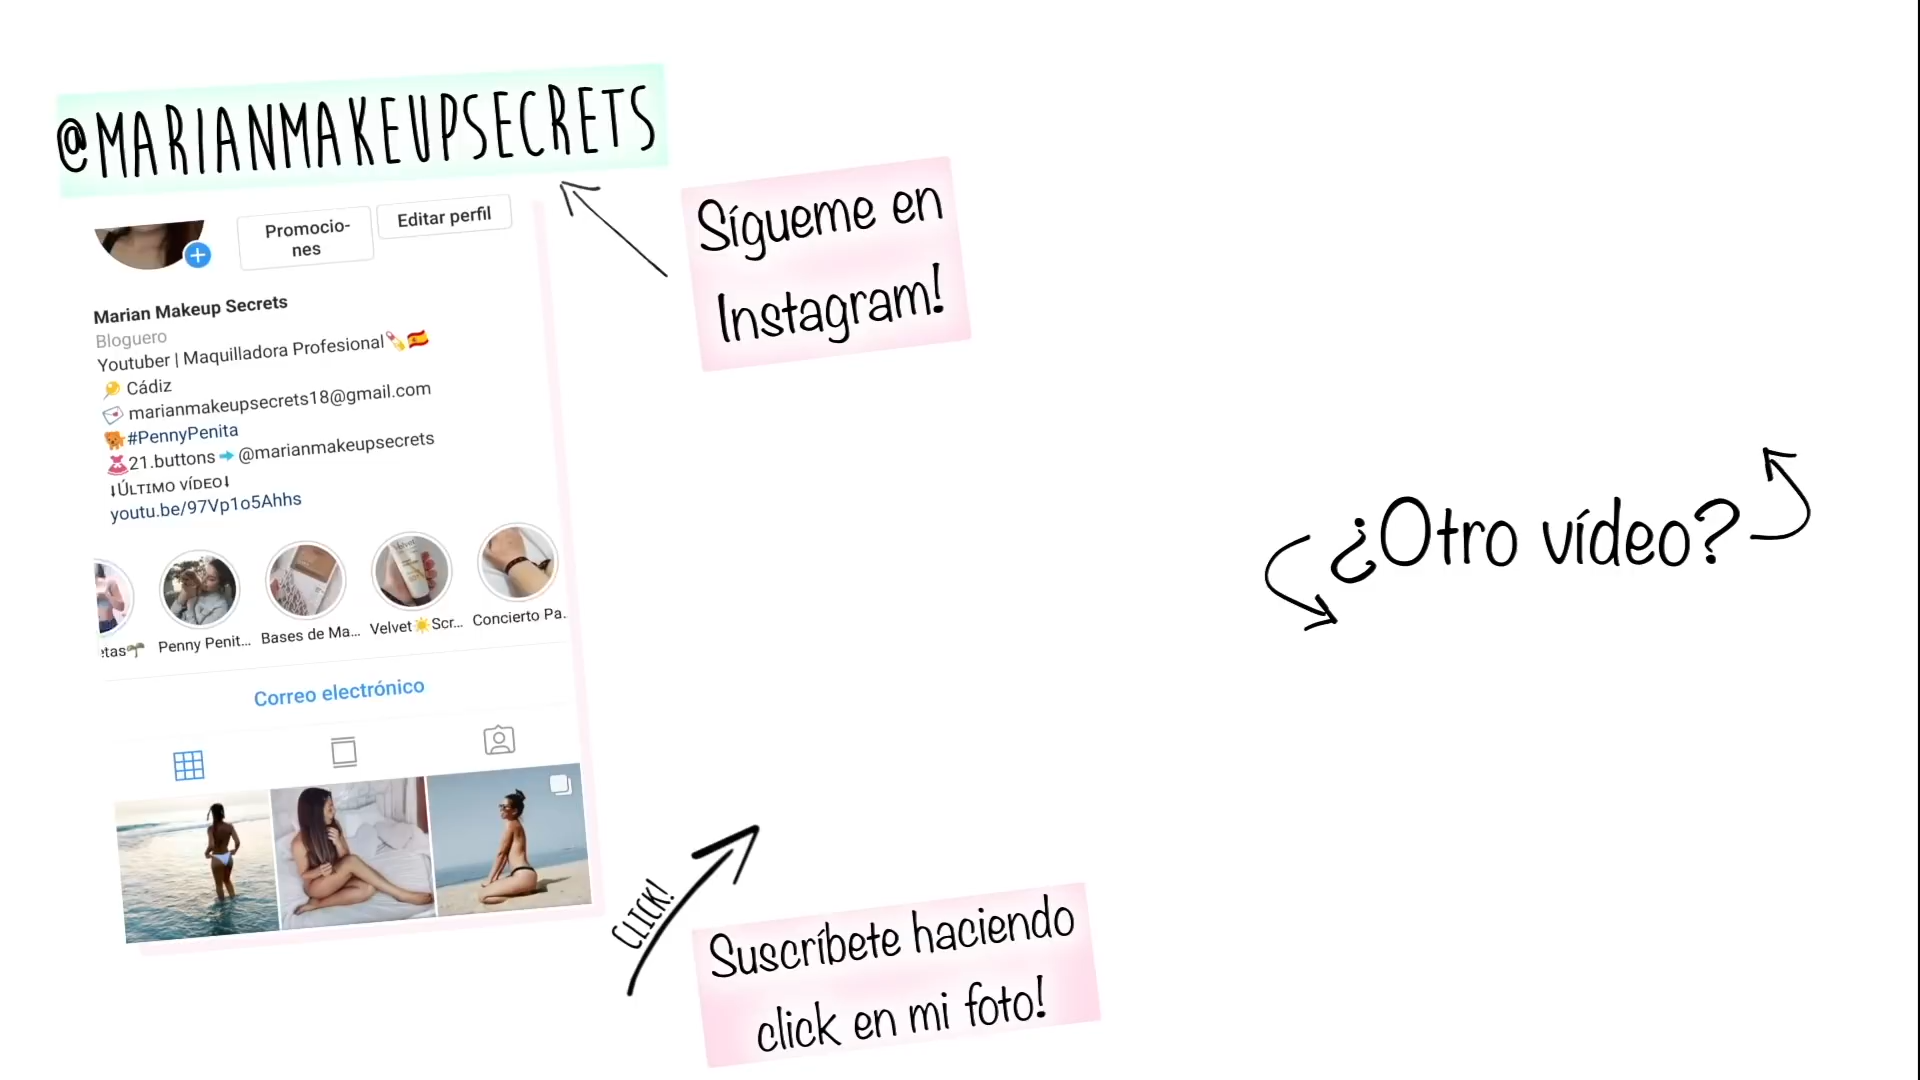 @MARIANMAKEUPSECRETS
Sígueme en
Instagram!
Promocio-
nes
Editar perfil
Marian Makeup Secrets
Bloguero
Youtuber | Maquilladora Profesional💄🇪🇸
📍 Cádiz
💌 marianmakeupsecrets18@gmail.com
🐶#PennyPenita
👗21.buttons➡@marianmakeupsecrets
⬇ÚLTIMO VÍDEO⬇
youtu.be/97Vp1o5Ahhs
etas🌴
Penny Penit...
Bases de Ma...
Velvet☀Scr...
Concierto Pa...
Correo electrónico
¿Otro vídeo?
CLICK!
Suscríbete haciendo
click en mi foto!